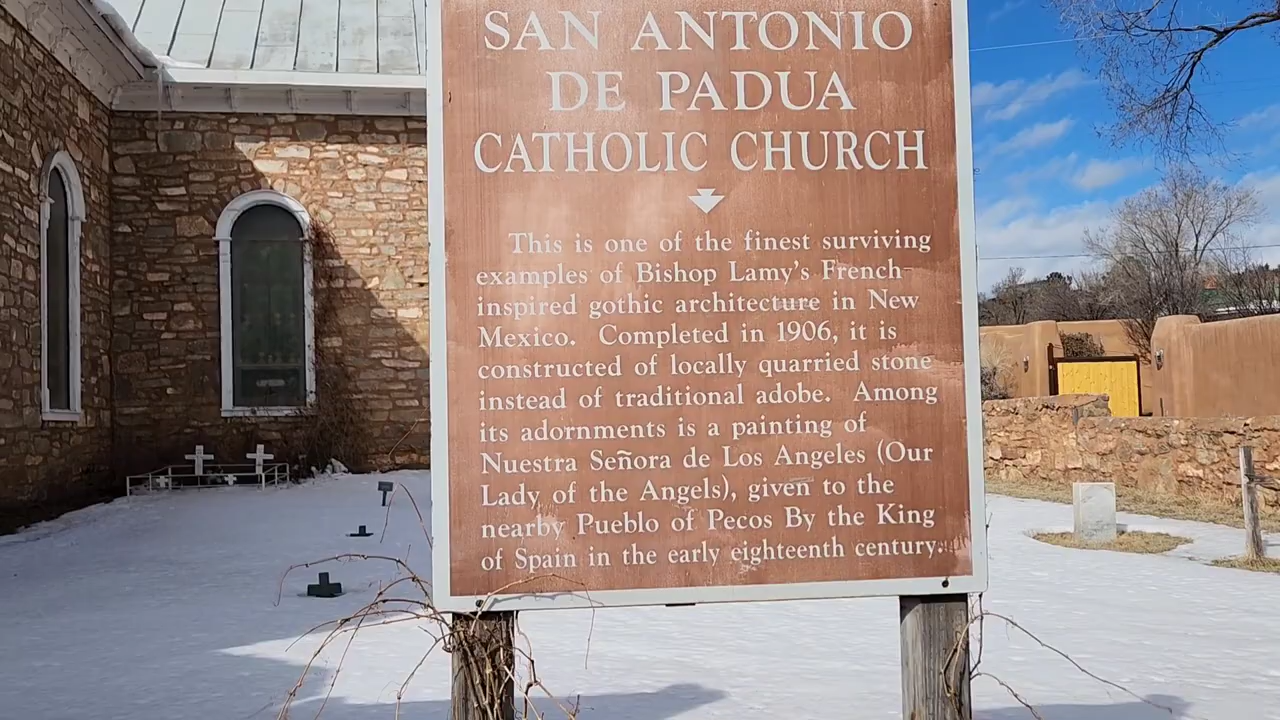 SAN ANTONIO
DE PADUA
CATHOLIC CHURCH
This is one of the finest surviving
examples of Bishop Lamy's French-
inspired gothic architecture in New
Mexico. Completed in 1906, it is
constructed of locally quarried stone
instead of traditional adobe. Among
its adornments is a painting of
Nuestra Señora de Los Angeles (Our
Lady of the Angels), given to the
nearby Pueblo of Pecos By the King
of Spain in the early eighteenth century.